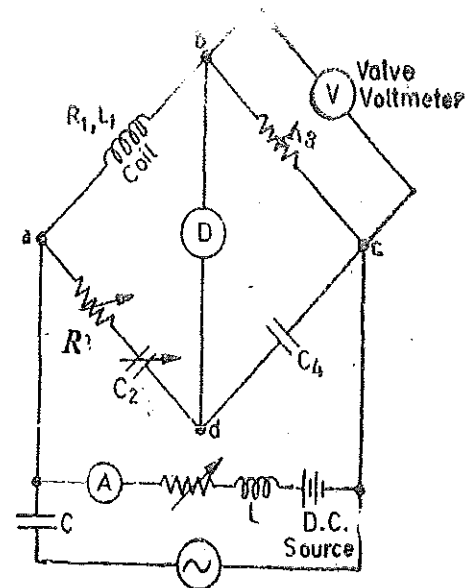 b
Valve
Voltmeter
V
R₁, L₁
Coil
D
a
C₂
C₄
d
A
L
D.C.
Source
C